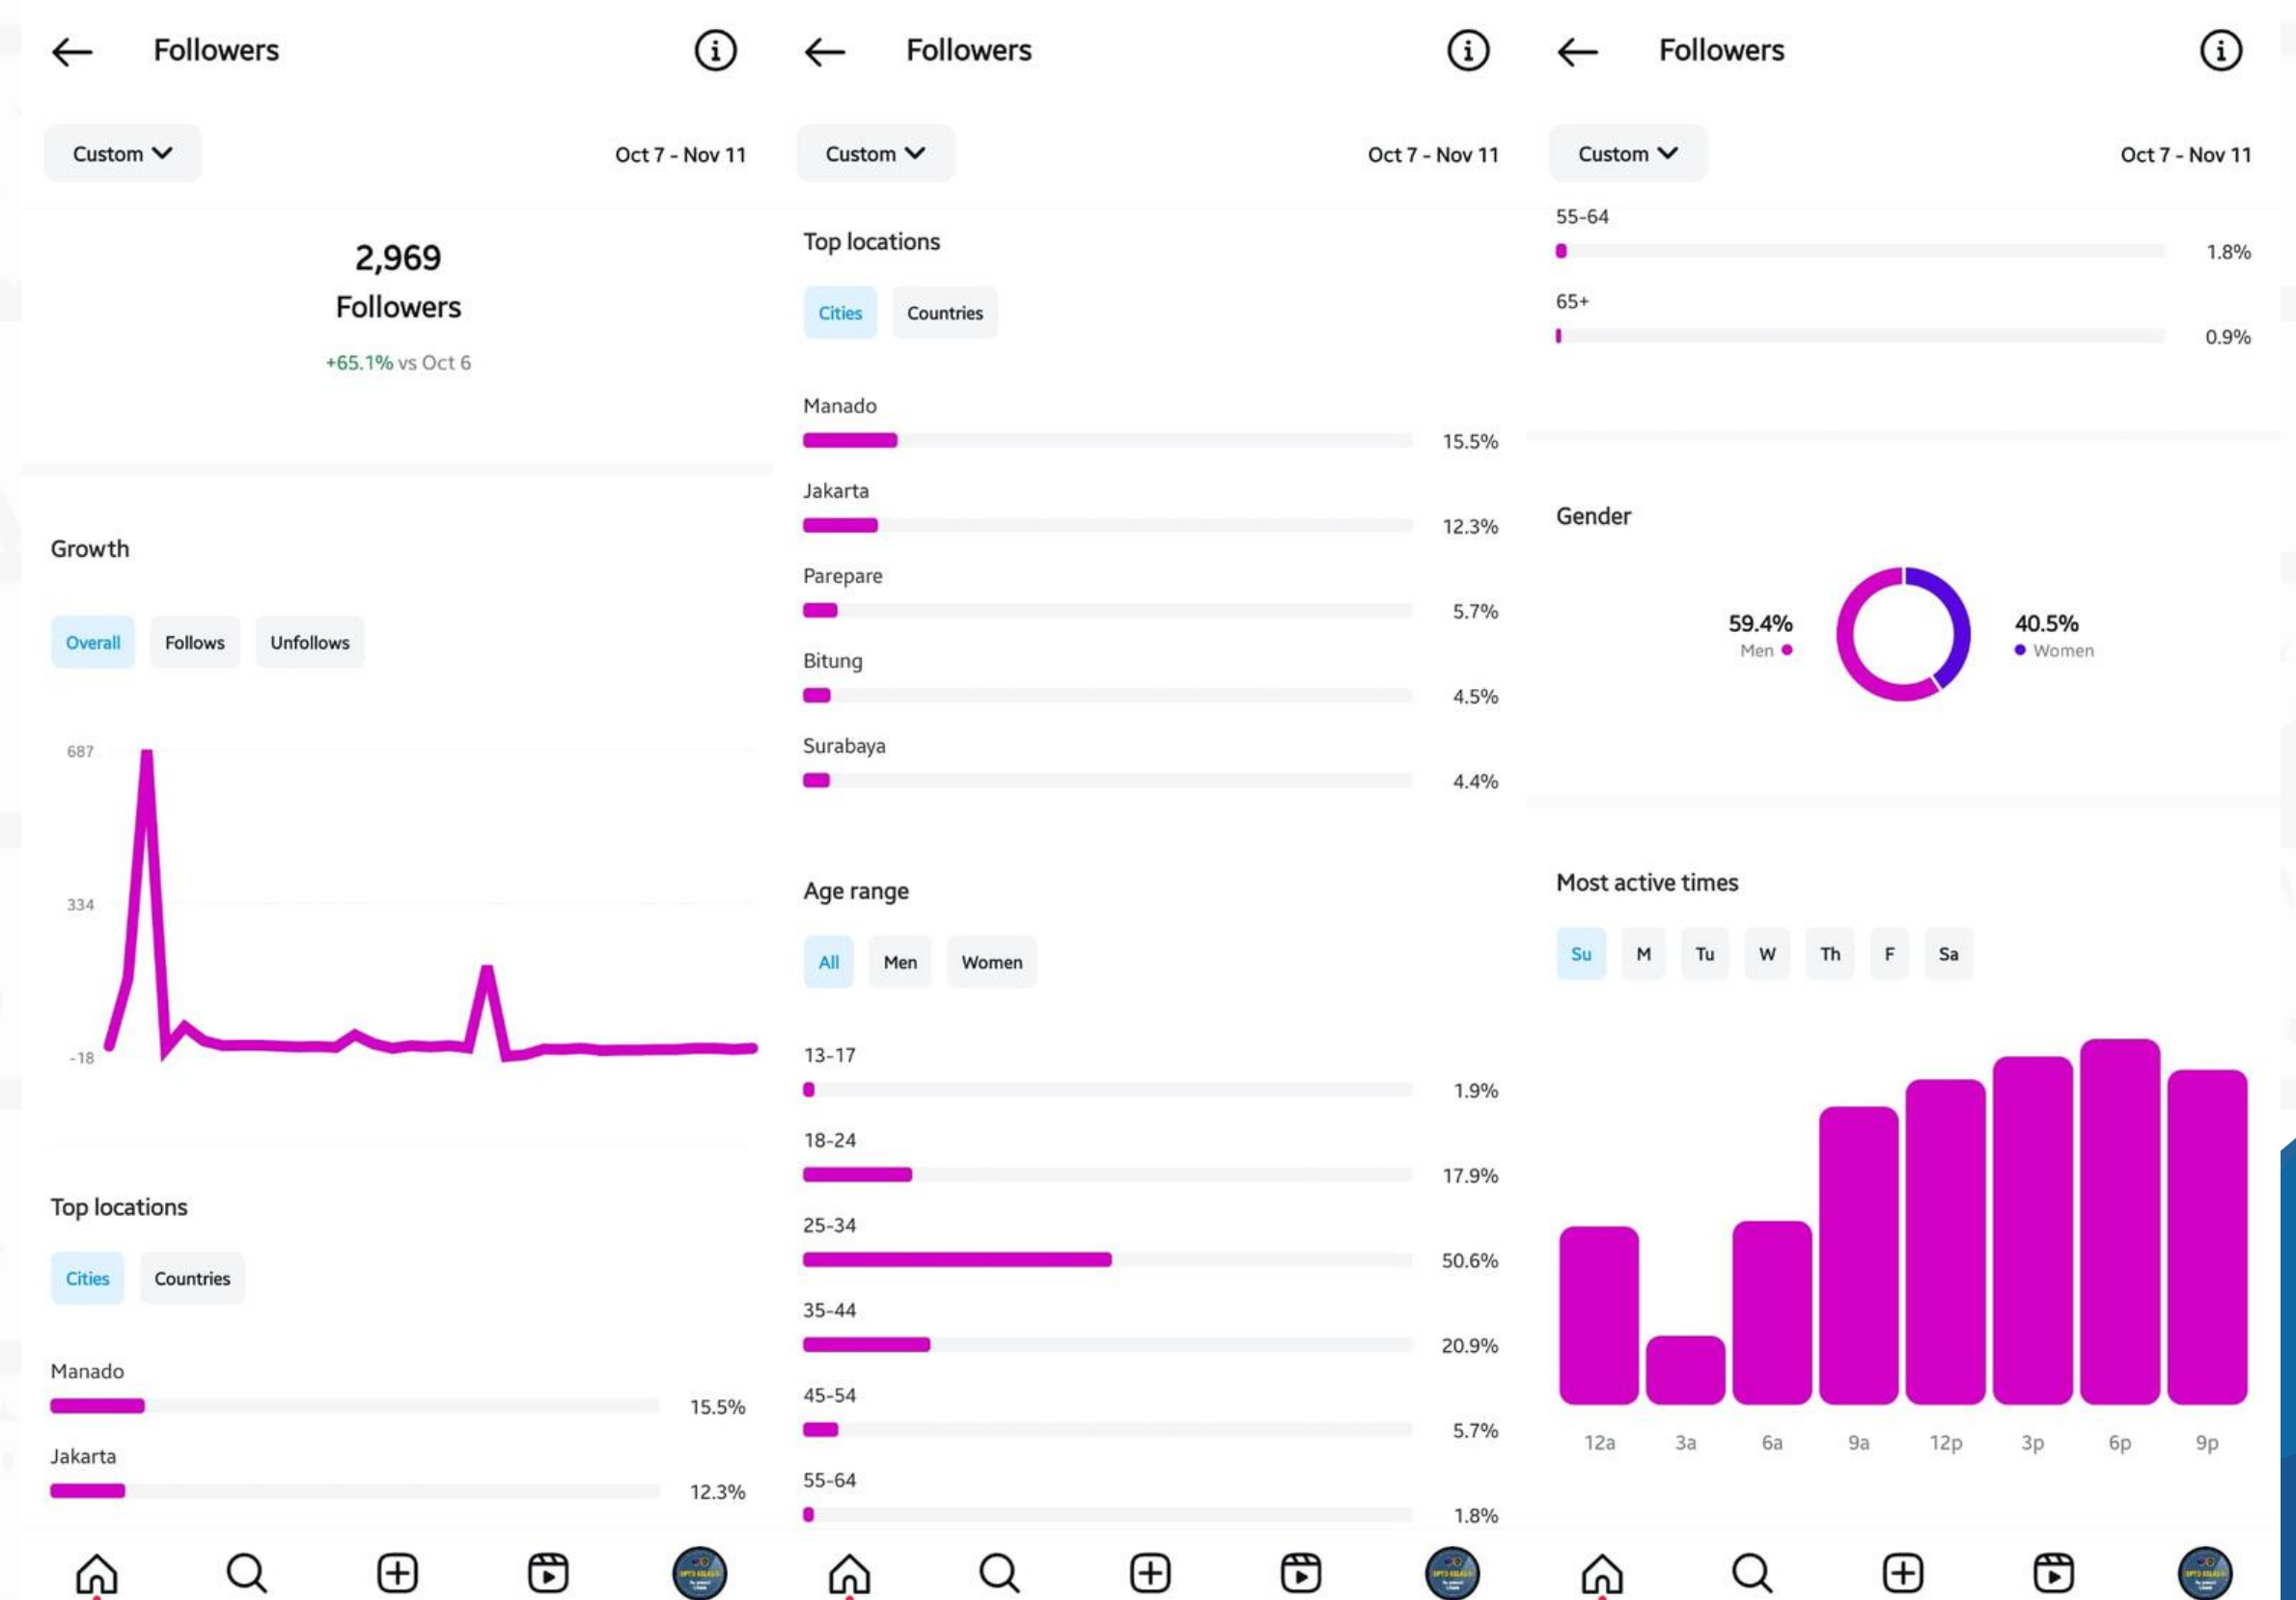 Followers
Custom
Oct 7 - Nov 11
2,969
Followers
+65.1% vs Oct 6
Growth
Overall Follows Unfollows
687
334
-18
Top locations
Cities Countries
Manado
15.5%
Jakarta
12.3%
Followers
Custom
Oct 7 - Nov 11
Top locations
Cities Countries
Manado
15.5%
Jakarta
12.3%
Parepare
5.7%
Bitung
4.5%
Surabaya
4.4%
Age range
All Men Women
13-17
1.9%
18-24
17.9%
25-34
50.6%
35-44
20.9%
45-54
5.7%
55-64
1.8%
Followers
Custom
Oct 7 - Nov 11
55-64
1.8%
65+
0.9%
Gender
59.4%
Men
40.5%
Women
Most active times
Su M Tu W Th F Sa
12a 3a 6a 9a 12p 3p 6p 9p